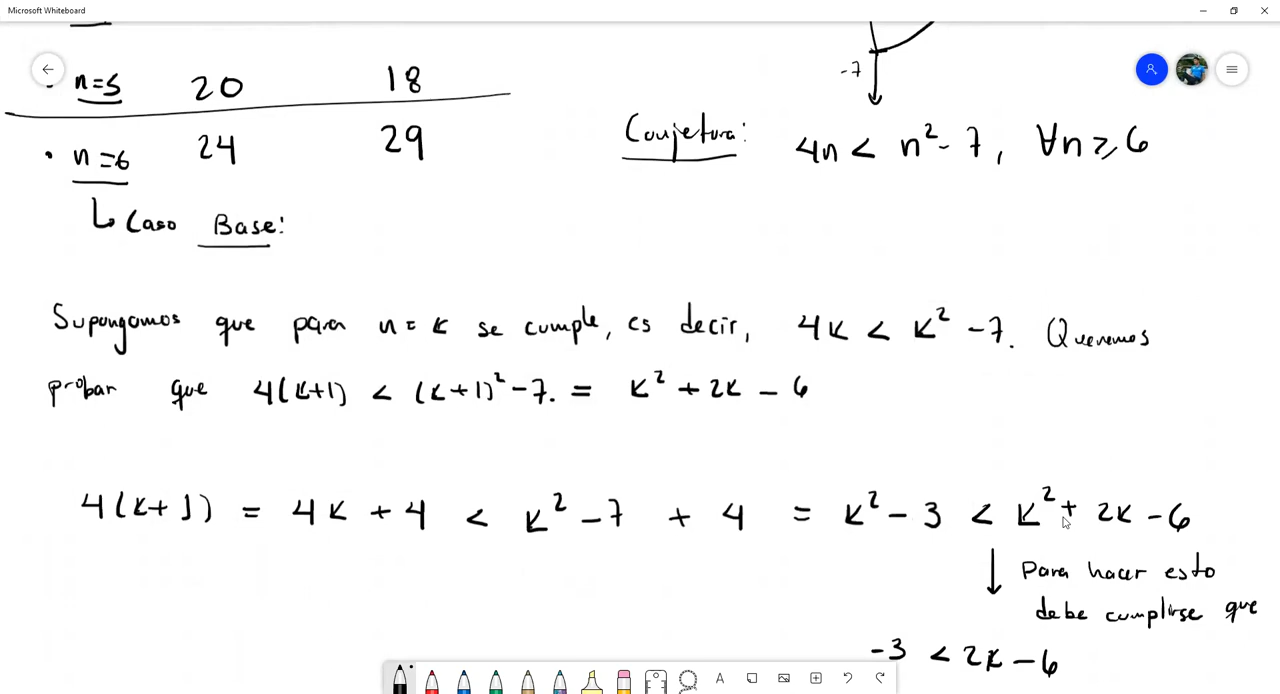 Microsoft Whiteboard
-7
• n=5 20 18
• n=6 24 29
Conjetura: 4n < n² - 7, ∀n ≥ 6
↳ Caso Base:
Supongamos que para n = k se cumple, es decir, 4k < k² - 7. Queremos
probar que 4(k+1) < (k+1)² - 7. = k² + 2k - 6
4(k+1) = 4k + 4 < k² - 7 + 4 = k² - 3 < k² + 2k - 6
↓ Para hacer esto
debe cumplirse que
-3 < 2k - 6
A